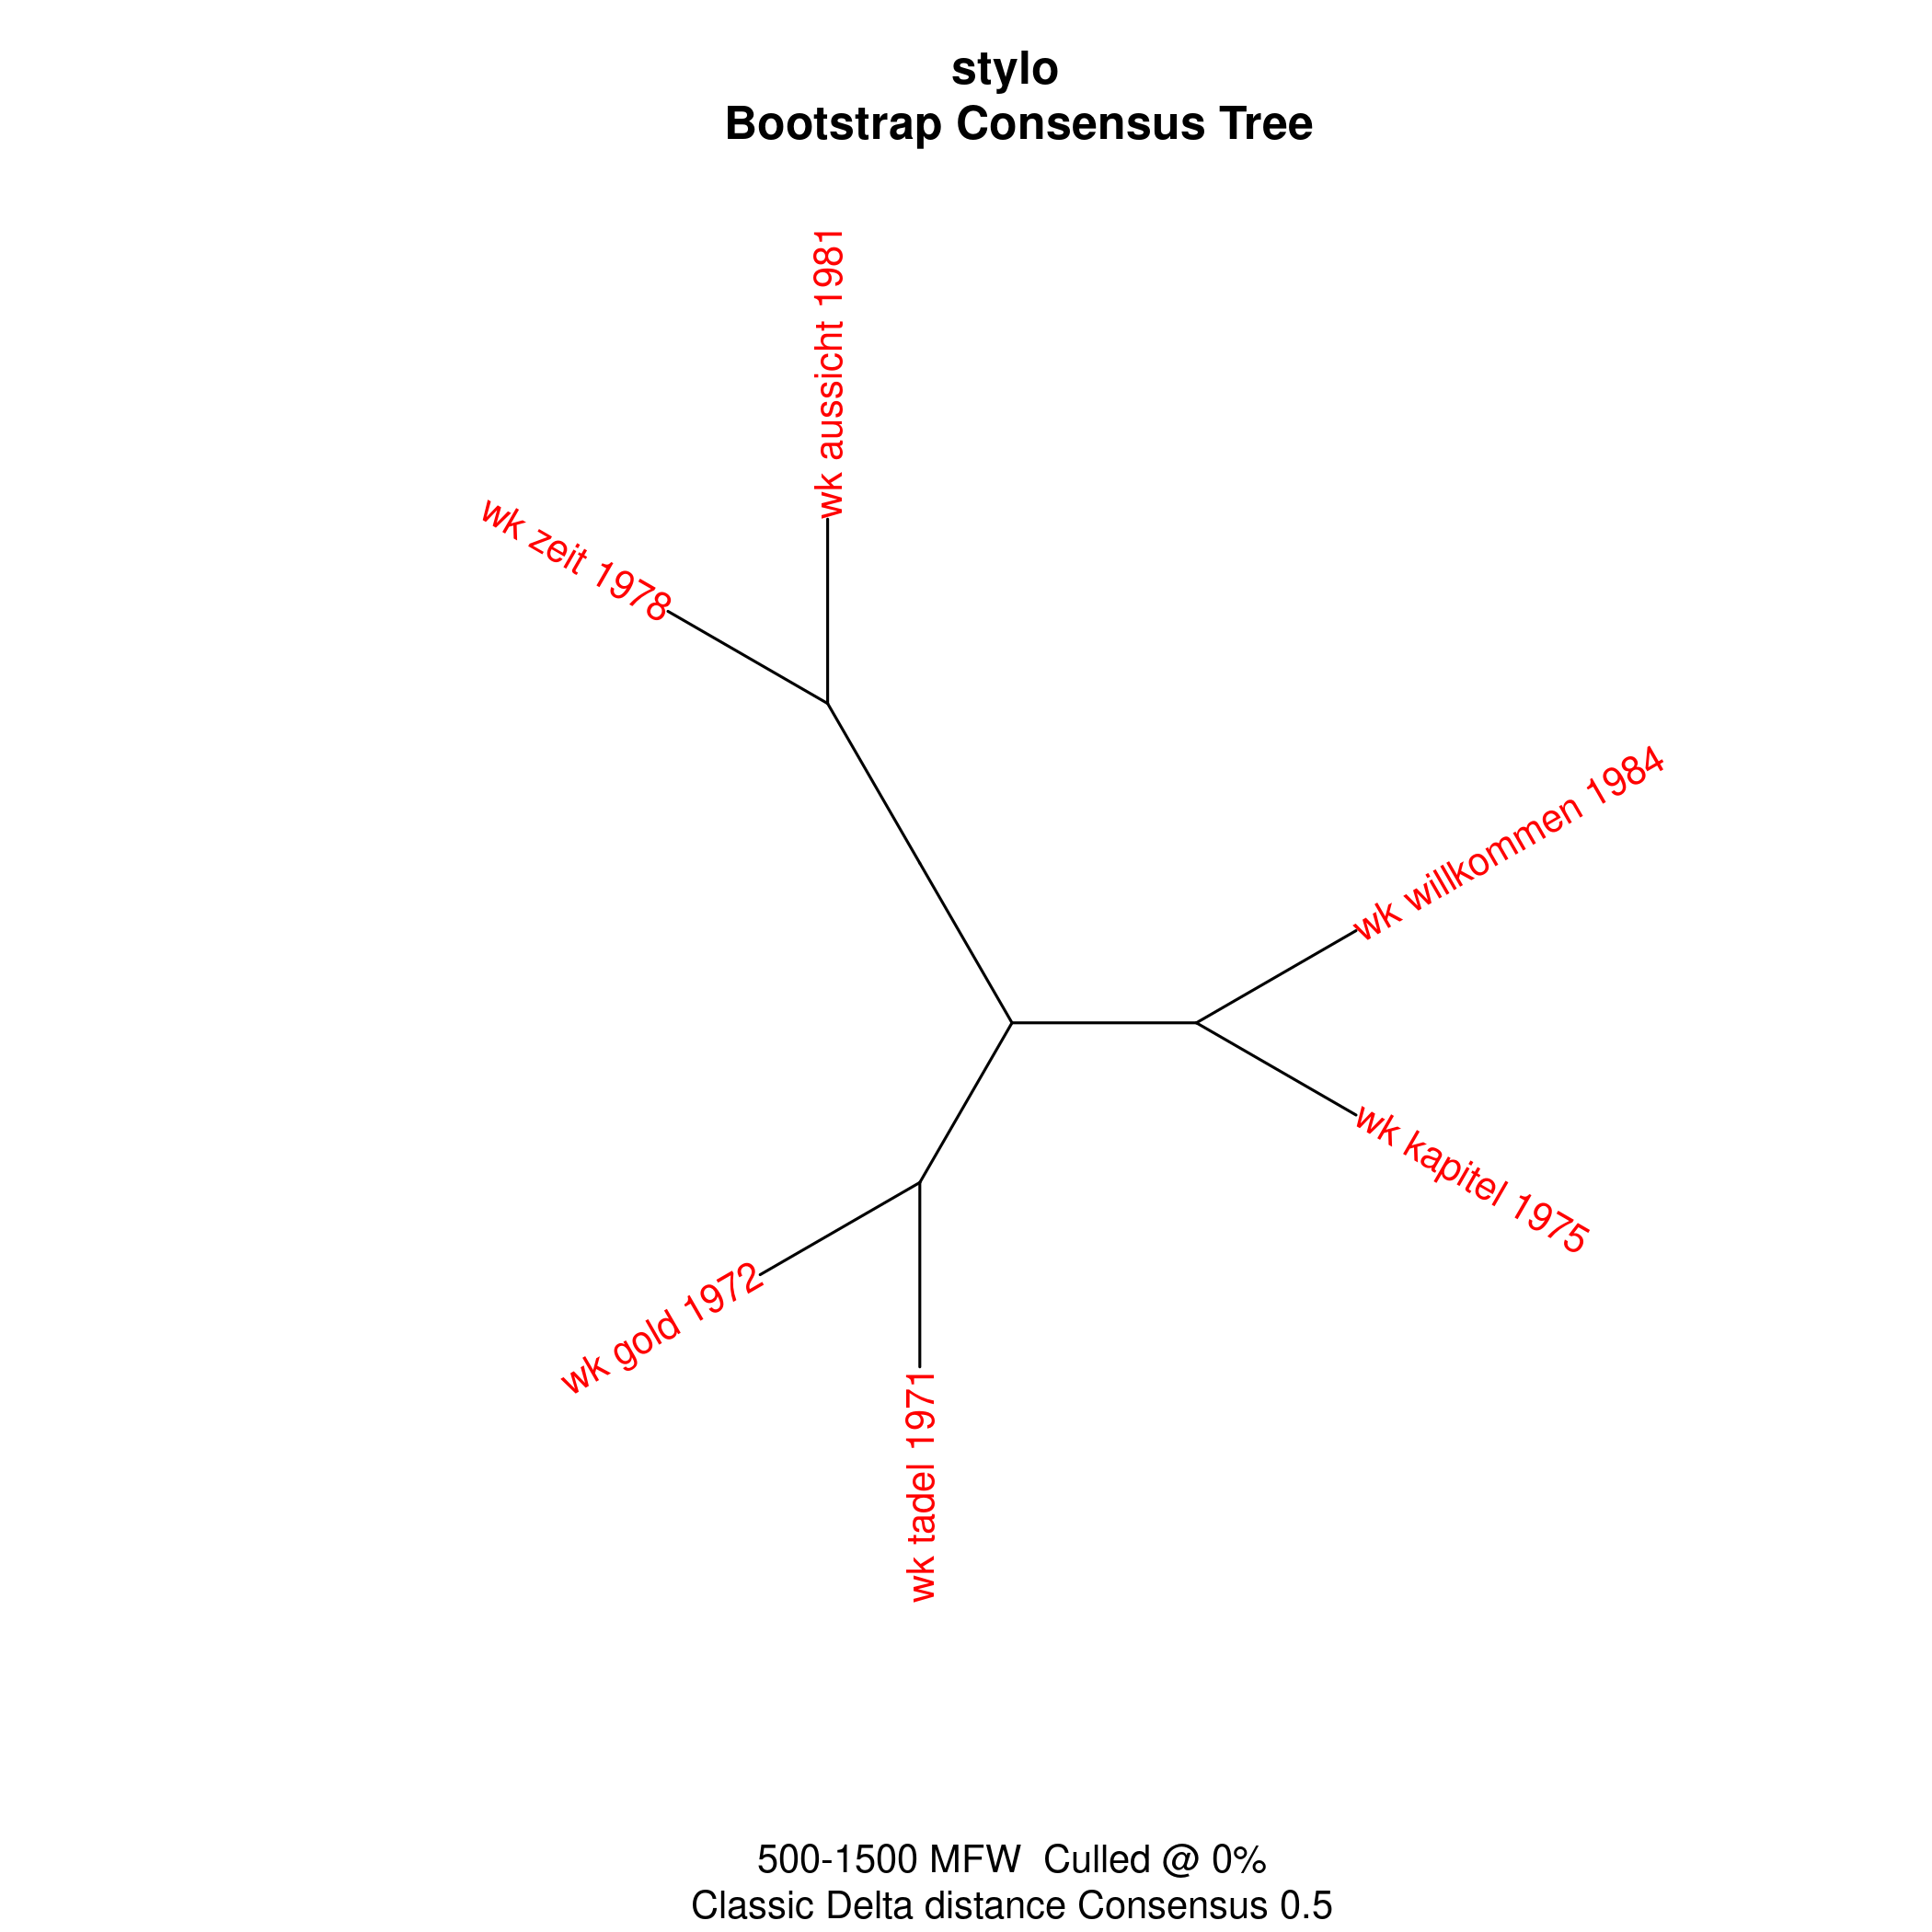 stylo
Bootstrap Consensus Tree
wk aussicht 1981
wk zeit 1978
wk willkommen 1984
wk kapitel 1975
wk gold 1972
wk tadel 1971
500-1500 MFW  Culled @ 0%
Classic Delta distance Consensus 0.5